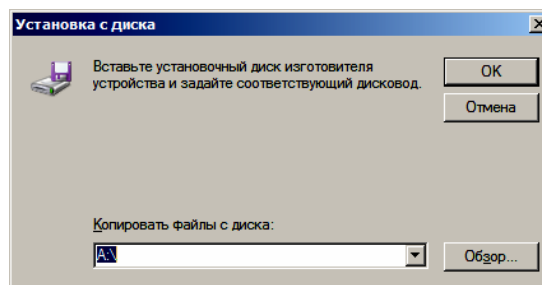 Установка с диска
Вставьте установочный диск изготовителя
устройства и задайте соответствующий дисковод.
OK
Отмена
Копировать файлы с диска:
A:\
Обзор...